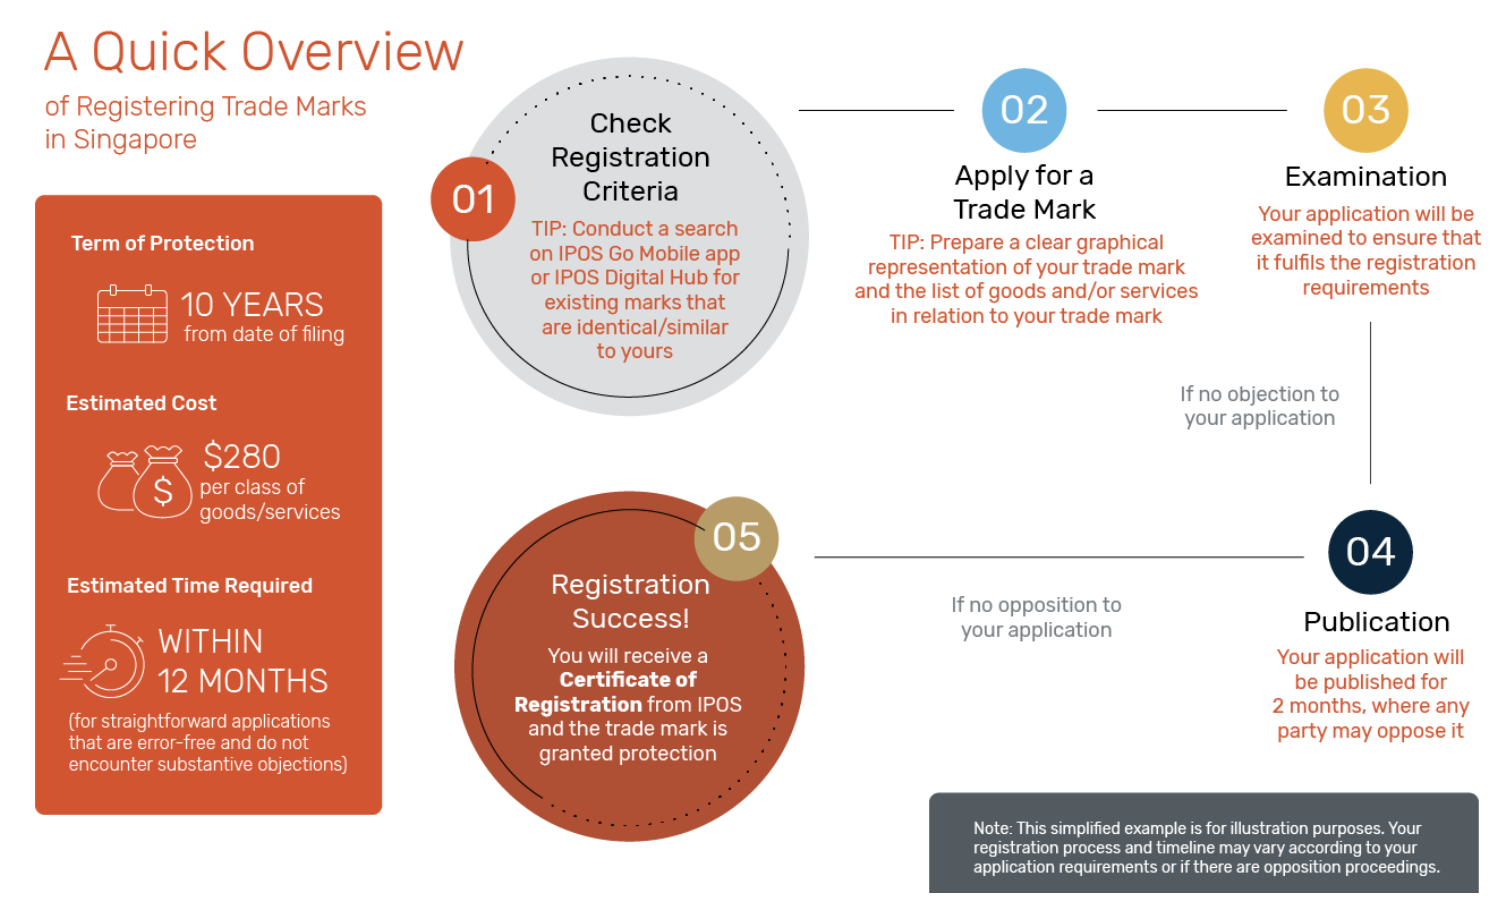 A Quick Overview
of Registering Trade Marks
in Singapore
Term of Protection
10 YEARS
from date of filing
Estimated Cost
$
$280
per class of
goods/services
Estimated Time Required
WITHIN
12 MONTHS
(for straightforward applications
that are error-free and do not
encounter substantive objections)
01
Check
Registration
Criteria
TIP: Conduct a search
on IPOS Go Mobile app
or IPOS Digital Hub for
existing marks that
are identical/similar
to yours
02
Apply for a
Trade Mark
TIP: Prepare a clear graphical
representation of your trade mark
and the list of goods and/or services
in relation to your trade mark
03
Examination
Your application will be
examined to ensure that
it fulfils the registration
requirements
If no objection to
your application
04
Publication
Your application will
be published for
2 months, where any
party may oppose it
If no opposition to
your application
05
Registration
Success!
You will receive a
Certificate of
Registration from IPOS
and the trade mark is
granted protection
Note: This simplified example is for illustration purposes. Your
registration process and timeline may vary according to your
application requirements or if there are opposition proceedings.